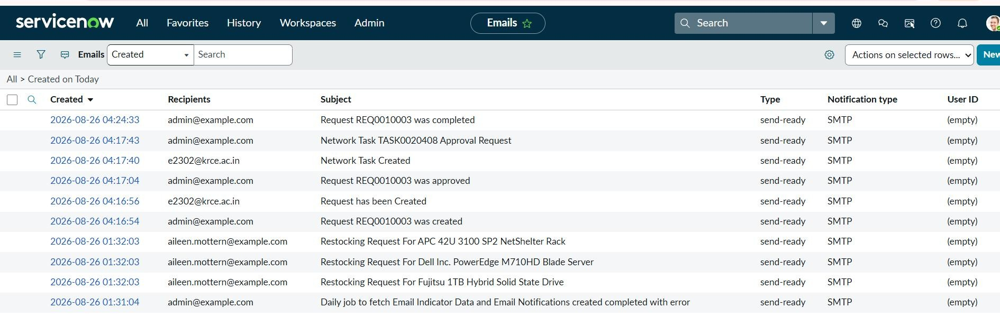 servicenow All Favorites History Workspaces Admin Emails Search
Emails Created Search Actions on selected rows... New
All > Created on Today
Created Recipients Subject Type Notification type User ID
2026-08-26 04:24:33 admin@example.com Request REQ0010003 was completed send-ready SMTP (empty)
2026-08-26 04:17:43 admin@example.com Network Task TASK0020408 Approval Request send-ready SMTP (empty)
2026-08-26 04:17:40 e2302@krce.ac.in Network Task Created send-ready SMTP (empty)
2026-08-26 04:17:04 admin@example.com Request REQ0010003 was approved send-ready SMTP (empty)
2026-08-26 04:16:56 e2302@krce.ac.in Request has been Created send-ready SMTP (empty)
2026-08-26 04:16:54 admin@example.com Request REQ0010003 was created send-ready SMTP (empty)
2026-08-26 01:32:03 aileen.mottern@example.com Restocking Request For APC 42U 3100 SP2 NetShelter Rack send-ready SMTP (empty)
2026-08-26 01:32:03 aileen.mottern@example.com Restocking Request For Dell Inc. PowerEdge M710HD Blade Server send-ready SMTP (empty)
2026-08-26 01:32:03 aileen.mottern@example.com Restocking Request For Fujitsu 1TB Hybrid Solid State Drive send-ready SMTP (empty)
2026-08-26 01:31:04 admin@example.com Daily job to fetch Email Indicator Data and Email Notifications created completed with error send-ready SMTP (empty)